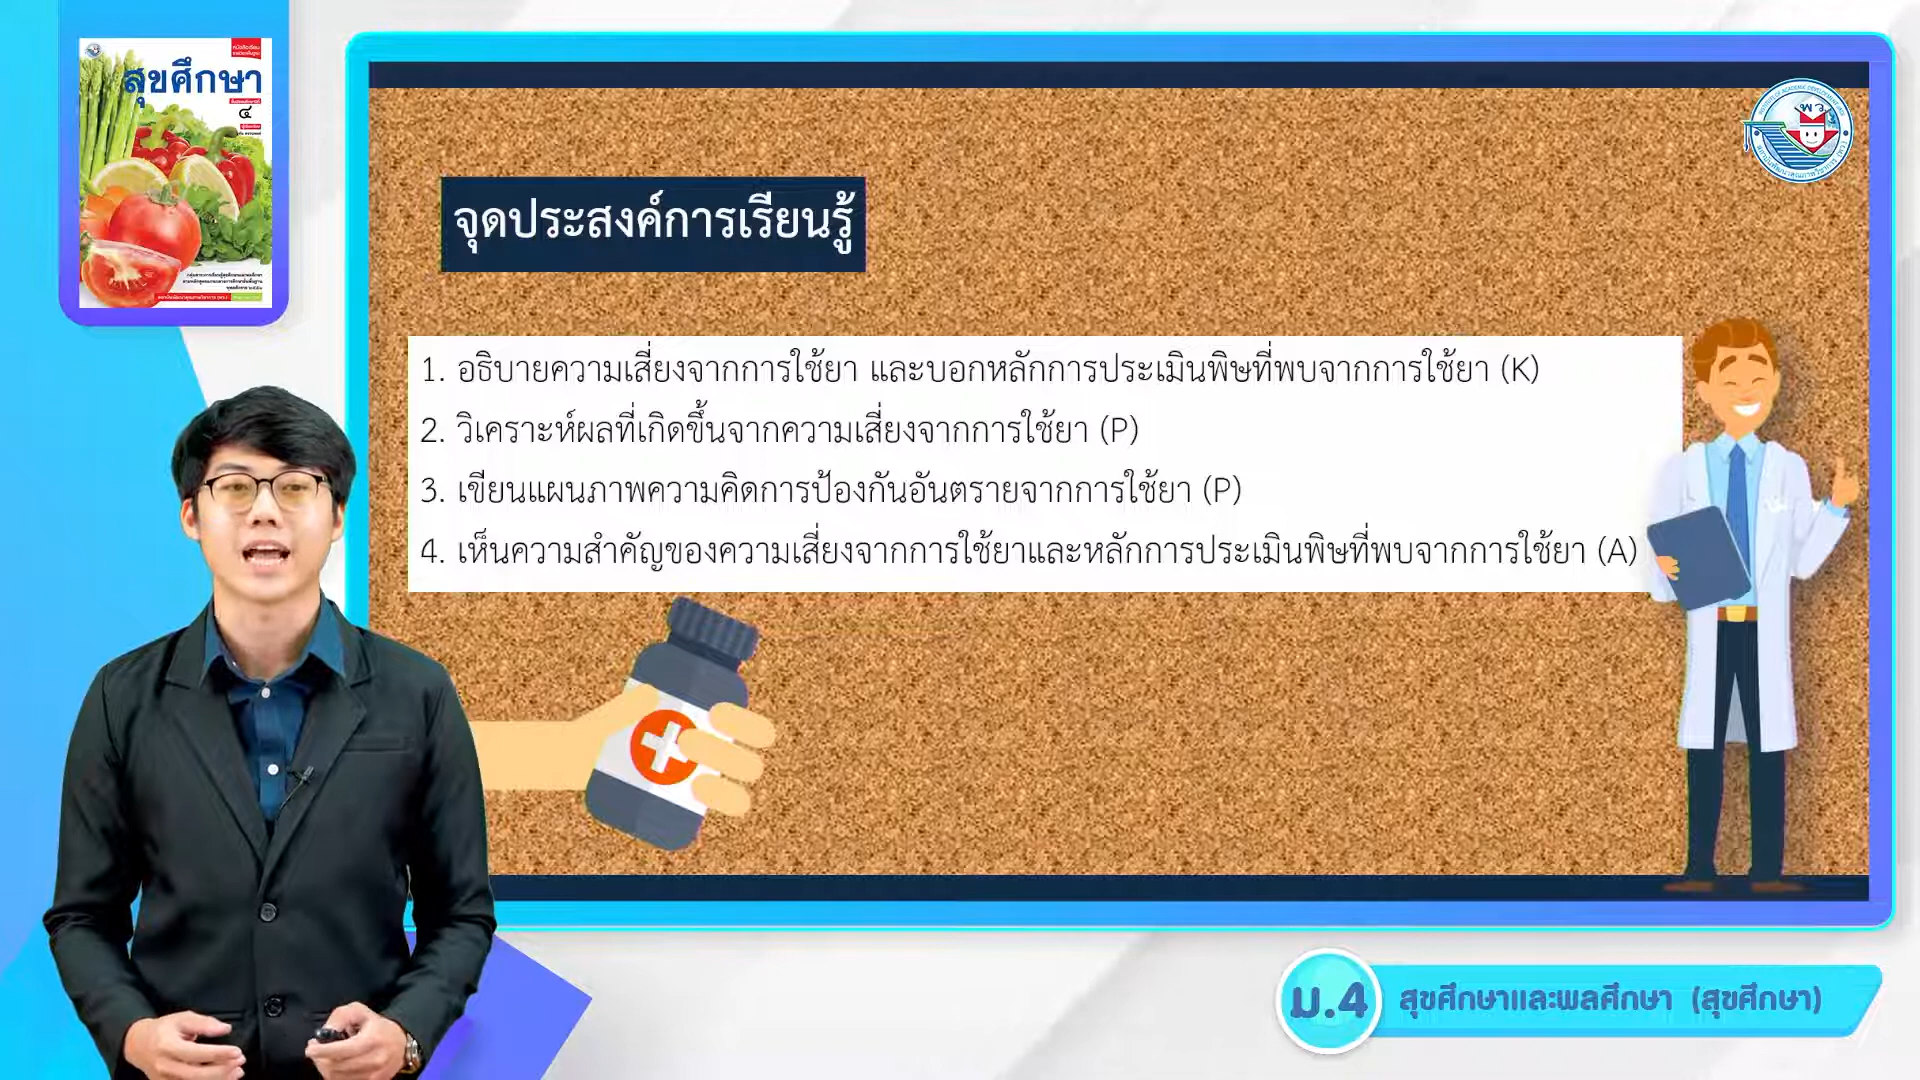 สุขศึกษา
๔
พว.
จุดประสงค์การเรียนรู้
1. อธิบายความเสี่ยงจากการใช้ยา และบอกหลักการประเมินพิษที่พบจากการใช้ยา (K)
2. วิเคราะห์ผลที่เกิดขึ้นจากความเสี่ยงจากการใช้ยา (P)
3. เขียนแผนภาพความคิดการป้องกันอันตรายจากการใช้ยา (P)
4. เห็นความสำคัญของความเสี่ยงจากการใช้ยาและหลักการประเมินพิษที่พบจากการใช้ยา (A)
ม.4 สุขศึกษาและพลศึกษา (สุขศึกษา)